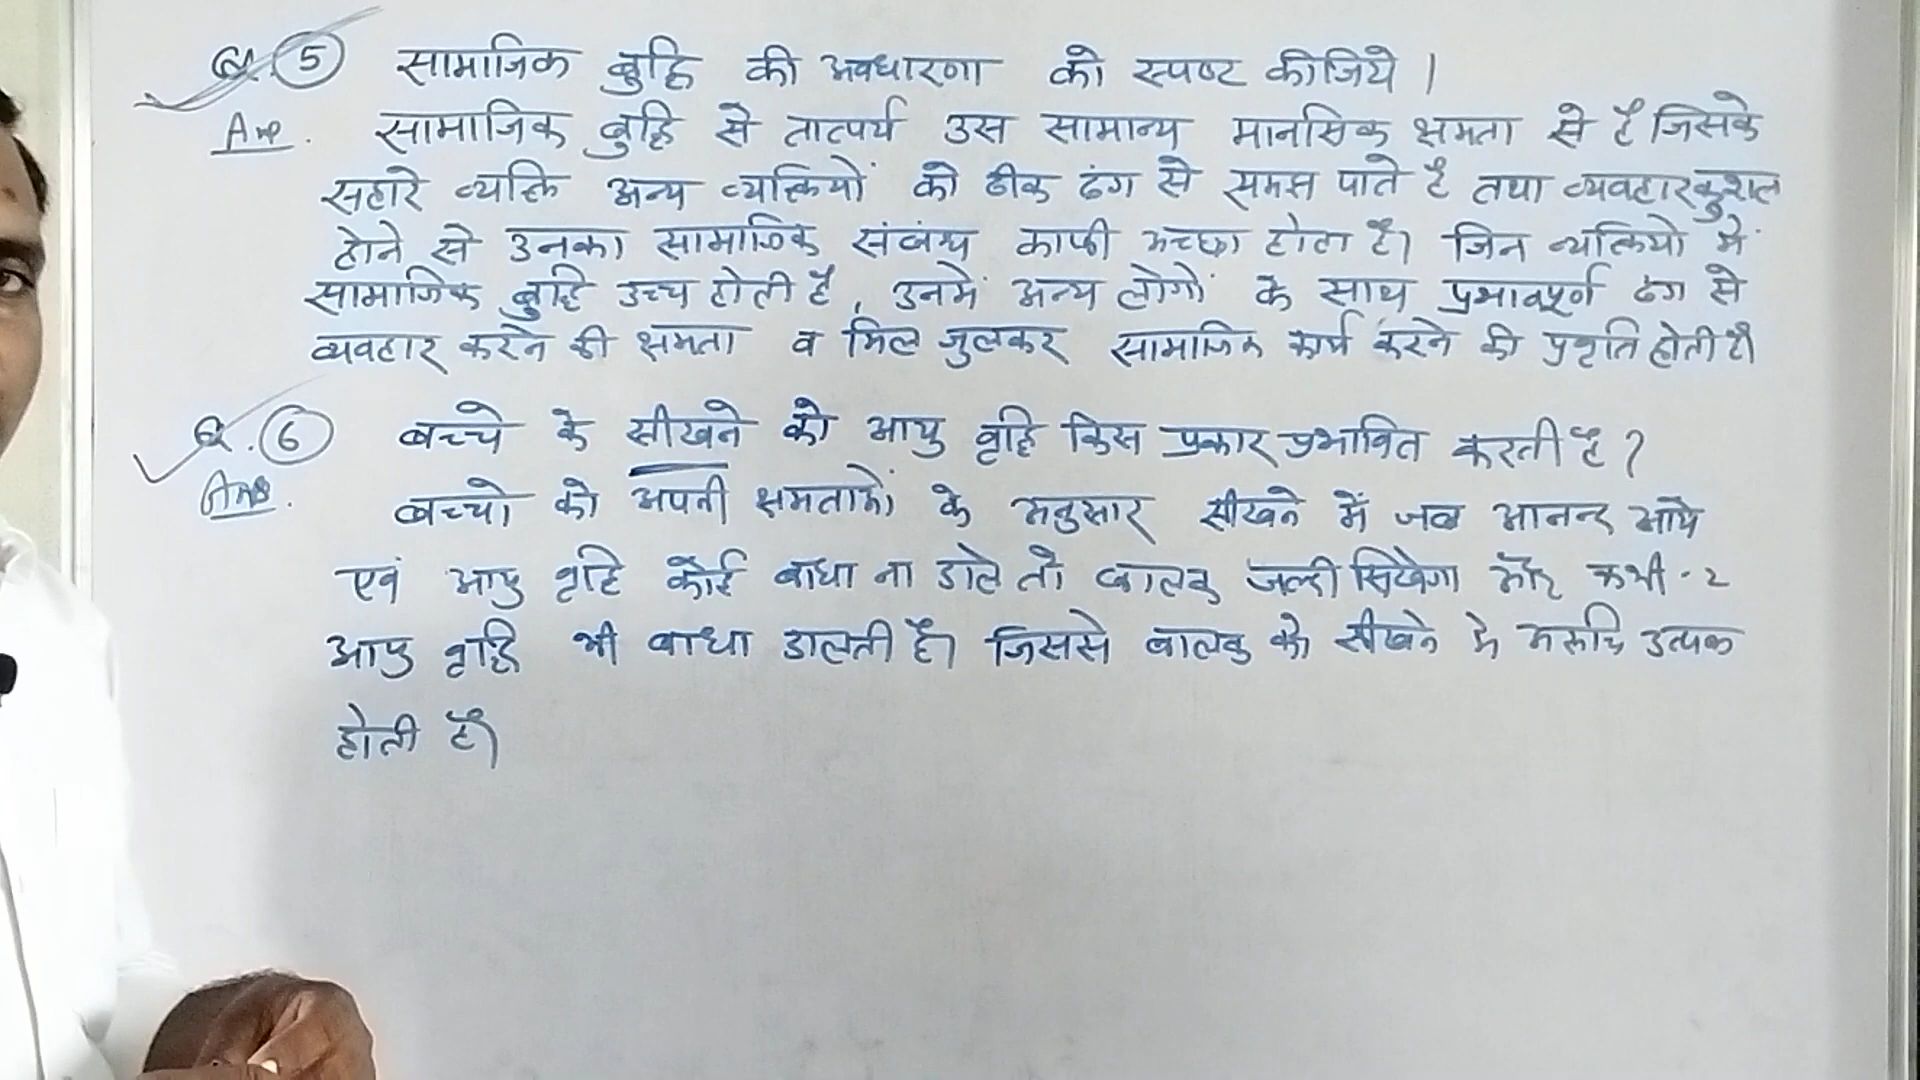 Q. 5 सामाजिक बुद्धि की अवधारणा को स्पष्ट कीजिये।
Ans. सामाजिक बुद्धि से तात्पर्य उस सामान्य मानसिक क्षमता से है जिसके
सहारे व्यक्ति अन्य व्यक्तियों को ठीक ढंग से समझ पाते है तथा व्यवहारकुशल
होने से उनका सामाजिक संबंध काफी अच्छा होता है। जिन व्यक्तियो में
सामाजिक बुद्धि उच्च होती है, उनमें अन्य लोगों के साथ प्रभावपूर्ण ढंग से
व्यवहार करने की क्षमता व मिल जुलकर सामाजिक कार्य करने की प्रवृति होती है।
Q. 6 बच्चे के सीखने को आयु वृद्धि किस प्रकार प्रभावित करती है?
Ans. बच्चो को अपनी क्षमताओं के अनुसार सीखने में जब आनन्द आये
एवं आयु वृद्धि कोई बाधा ना डाले तो बालक जल्दी सिखेगा और कभी-2
आयु वृद्धि भी बाधा डालती है। जिससे बालक को सीखने मे अरूचि उत्पन्न
होती है।